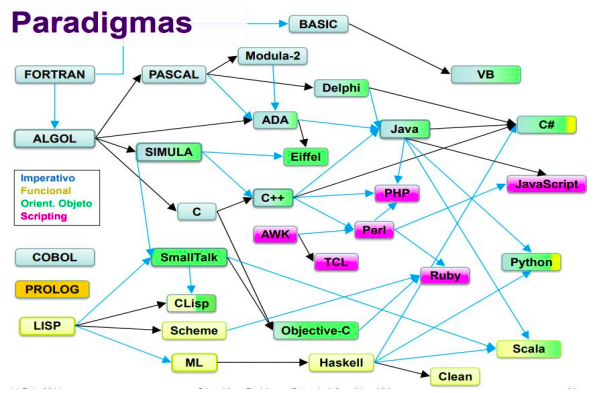 Paradigmas
BASIC
Modula-2
FORTRAN
PASCAL
VB
Delphi
ADA
Java
C#
ALGOL
SIMULA
Eiffel
Imperativo
Funcional
Orient. Objeto
Scripting
JavaScript
PHP
C++
C
AWK
Perl
COBOL
SmallTalk
TCL
Python
Ruby
PROLOG
CLisp
LISP
Scheme
Objective-C
Scala
ML
Haskell
Clean